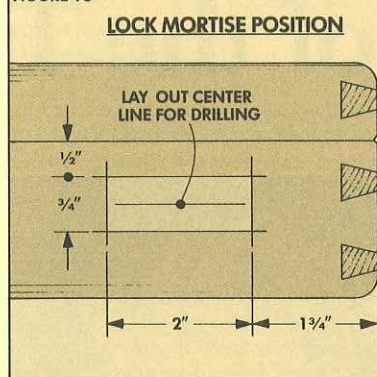 LOCK MORTISE POSITION
LAY OUT CENTER
LINE FOR DRILLING
½"
¾"
2"
1¾"